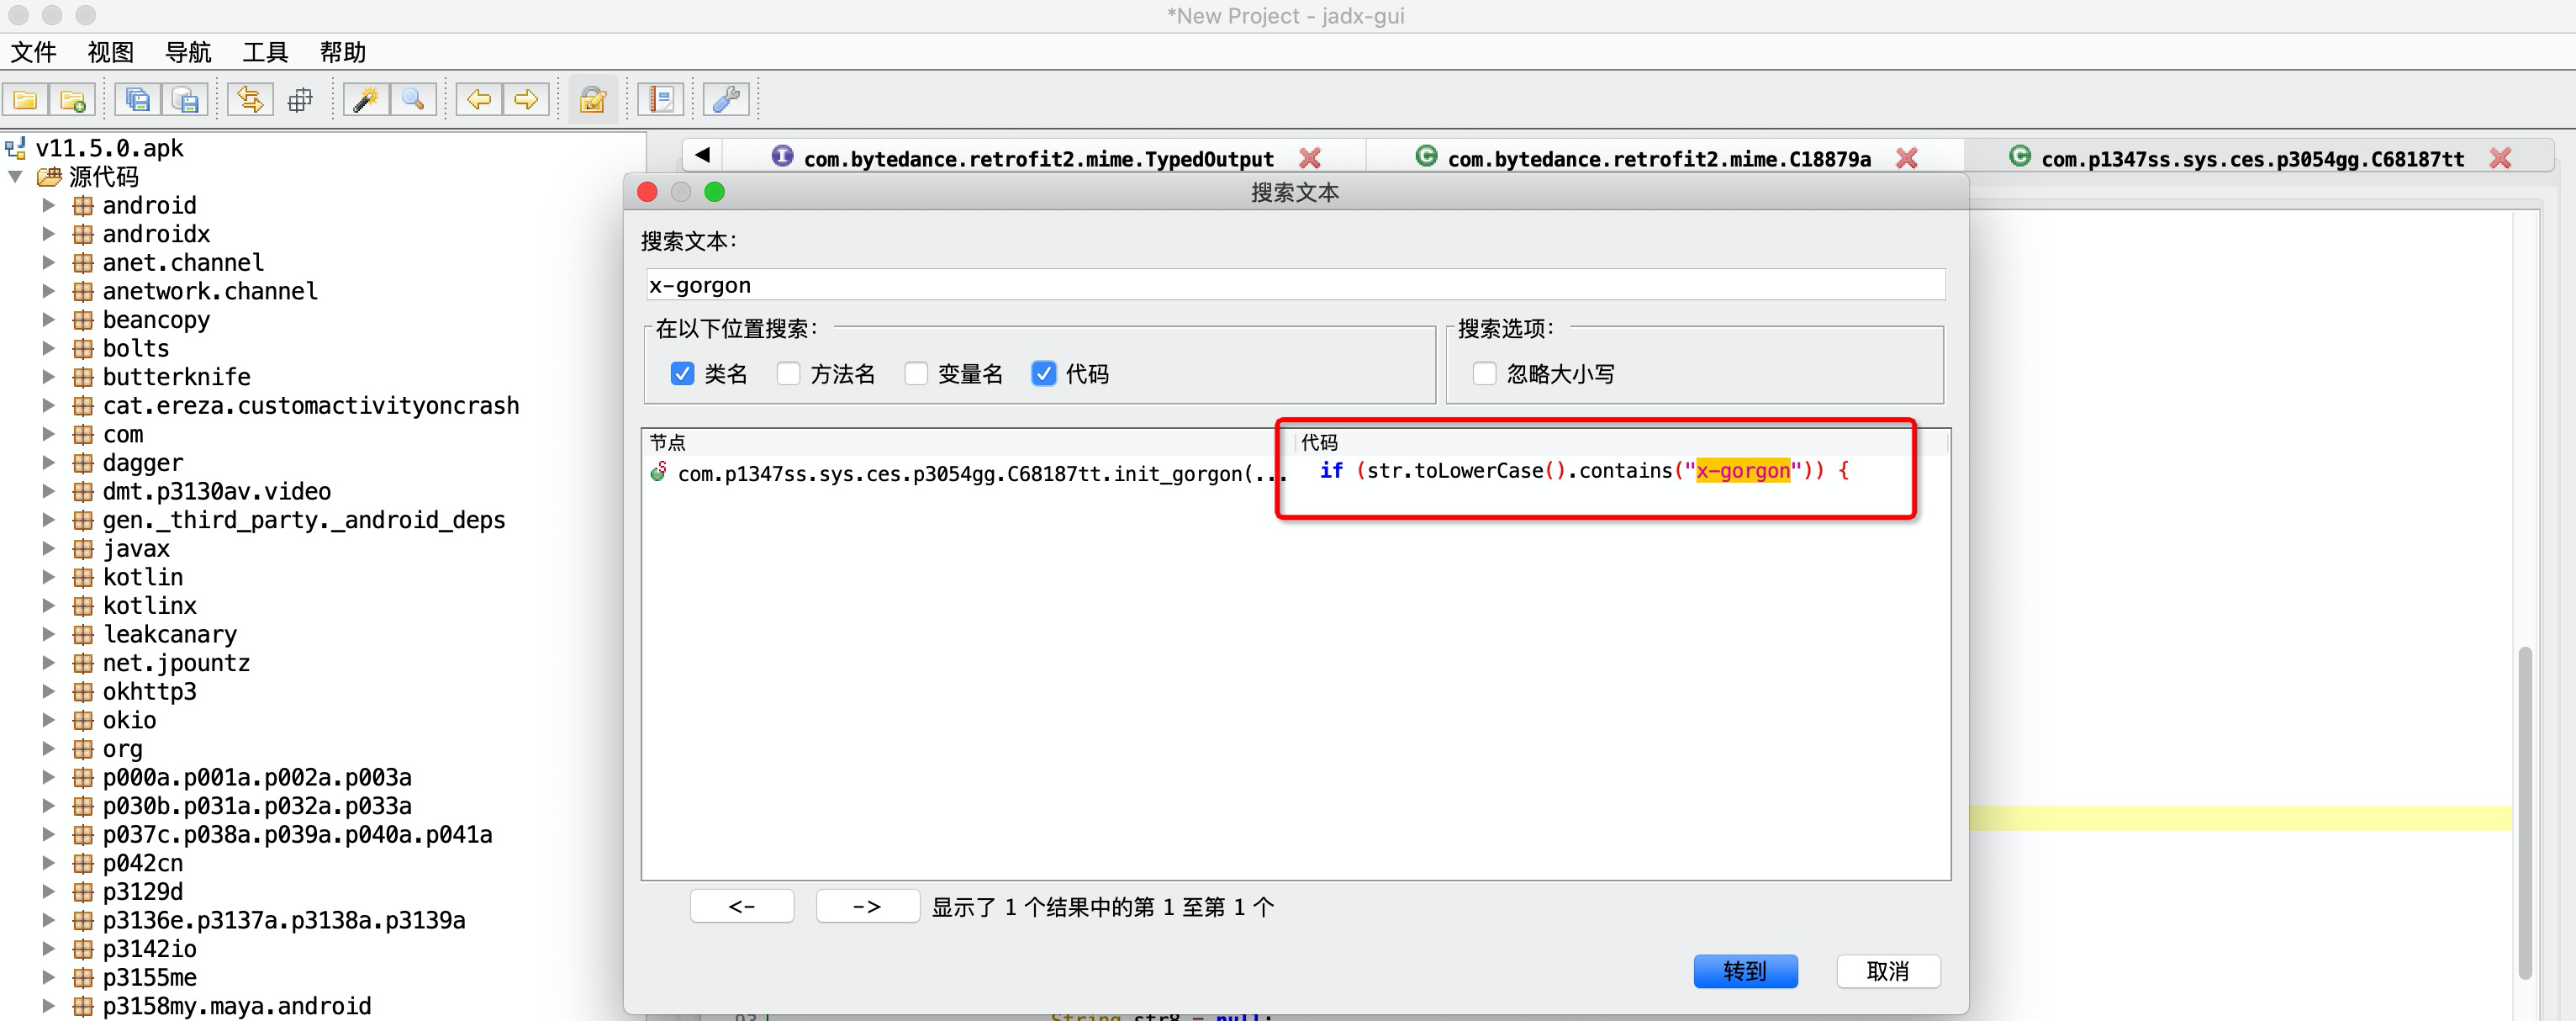 *New Project - jadx-gui
文件 视图 导航 工具 帮助
v11.5.0.apk
源代码
android
androidx
anet.channel
anetwork.channel
beancopy
bolts
butterknife
cat.ereza.customactivityoncrash
com
dagger
dmt.p3130av.video
gen._third_party._android_deps
javax
kotlin
kotlinx
leakcanary
net.jpountz
okhttp3
okio
org
p000a.p001a.p002a.p003a
p030b.p031a.p032a.p033a
p037c.p038a.p039a.p040a.p041a
p042cn
p3129d
p3136e.p3137a.p3138a.p3139a
p3142io
p3155me
p3158my.maya.android
com.bytedance.retrofit2.mime.TypedOutput com.bytedance.retrofit2.mime.C18879a com.p1347ss.sys.ces.p3054gg.C68187tt
搜索文本
搜索文本:
x-gorgon
在以下位置搜索: 搜索选项:
类名 方法名 变量名 代码 忽略大小写
节点 代码
com.p1347ss.sys.ces.p3054gg.C68187tt.init_gorgon(... if (str.toLowerCase().contains("x-gorgon")) {
<- -> 显示了 1 个结果中的第 1 至第 1 个
转到 取消
93 String str8 = null;